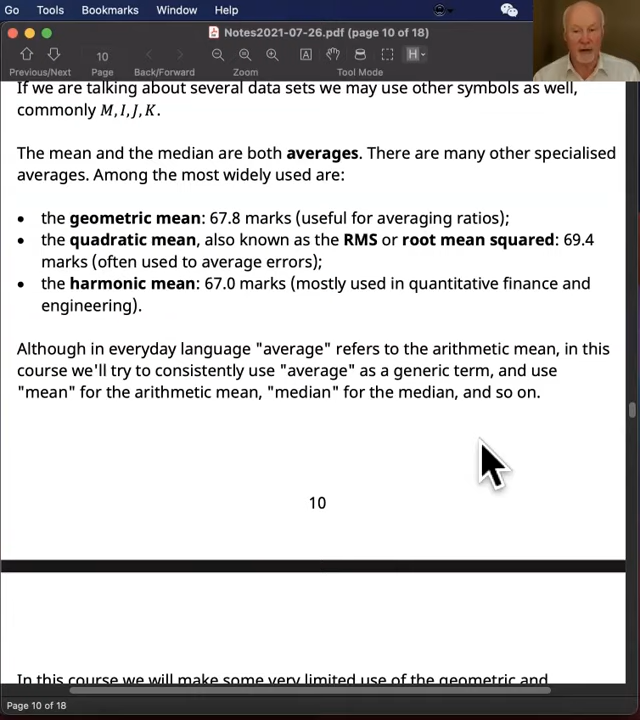 Go Tools Bookmarks Window Help
Notes2021-07-26.pdf (page 10 of 18)
10
Previous/Next Page Back/Forward Zoom Tool Mode
If we are talking about several data sets we may use other symbols as well,
commonly M, I, J, K.
The mean and the median are both averages. There are many other specialised
averages. Among the most widely used are:
• the geometric mean: 67.8 marks (useful for averaging ratios);
• the quadratic mean, also known as the RMS or root mean squared: 69.4
marks (often used to average errors);
• the harmonic mean: 67.0 marks (mostly used in quantitative finance and
engineering).
Although in everyday language "average" refers to the arithmetic mean, in this
course we'll try to consistently use "average" as a generic term, and use
"mean" for the arithmetic mean, "median" for the median, and so on.
10
In this course we will make some very limited use of the geometric and
Page 10 of 18